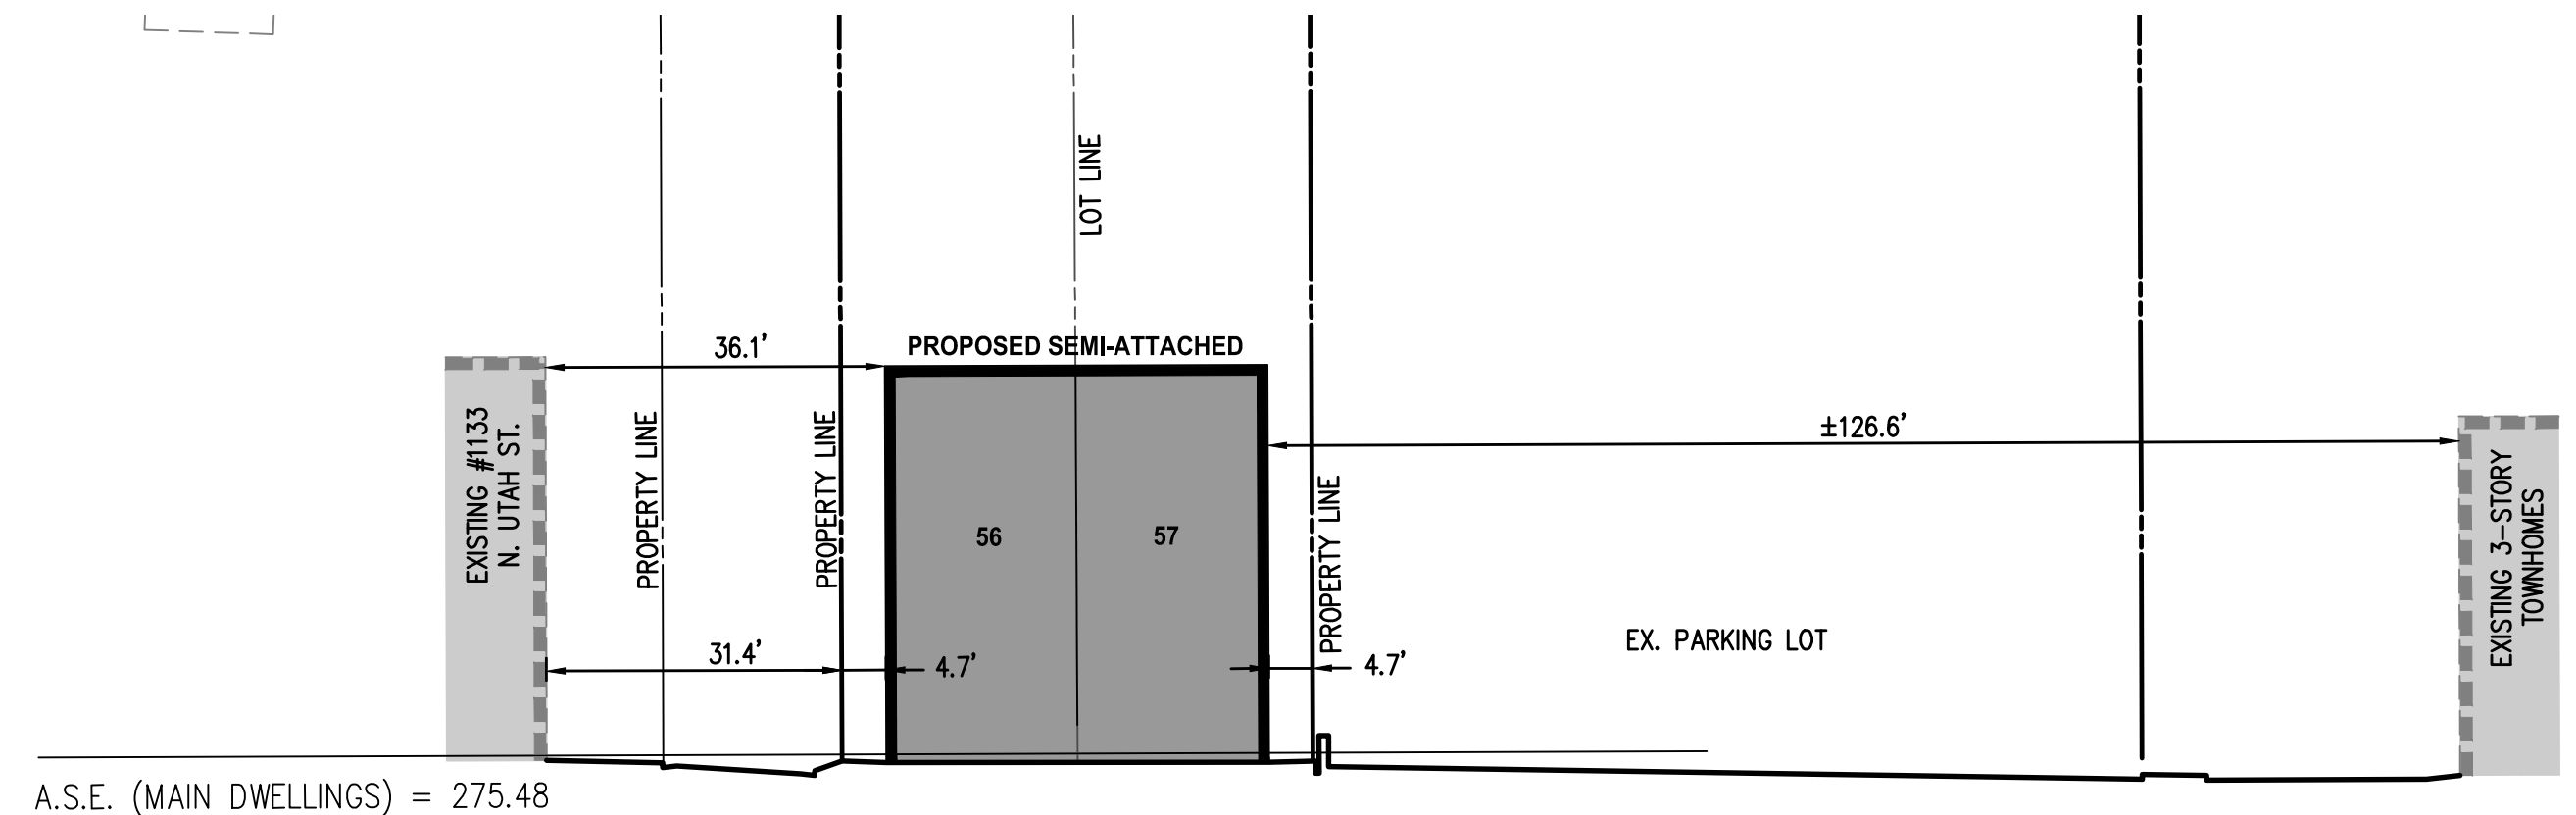 LOT LINE
36.1'
PROPOSED SEMI-ATTACHED
EXISTING #1133
N. UTAH ST.
PROPERTY LINE
PROPERTY LINE
±126.6'
56
57
PROPERTY LINE
EXISTING 3-STORY
TOWNHOMES
31.4'
4.7'
4.7'
EX. PARKING LOT
A.S.E. (MAIN DWELLINGS) = 275.48